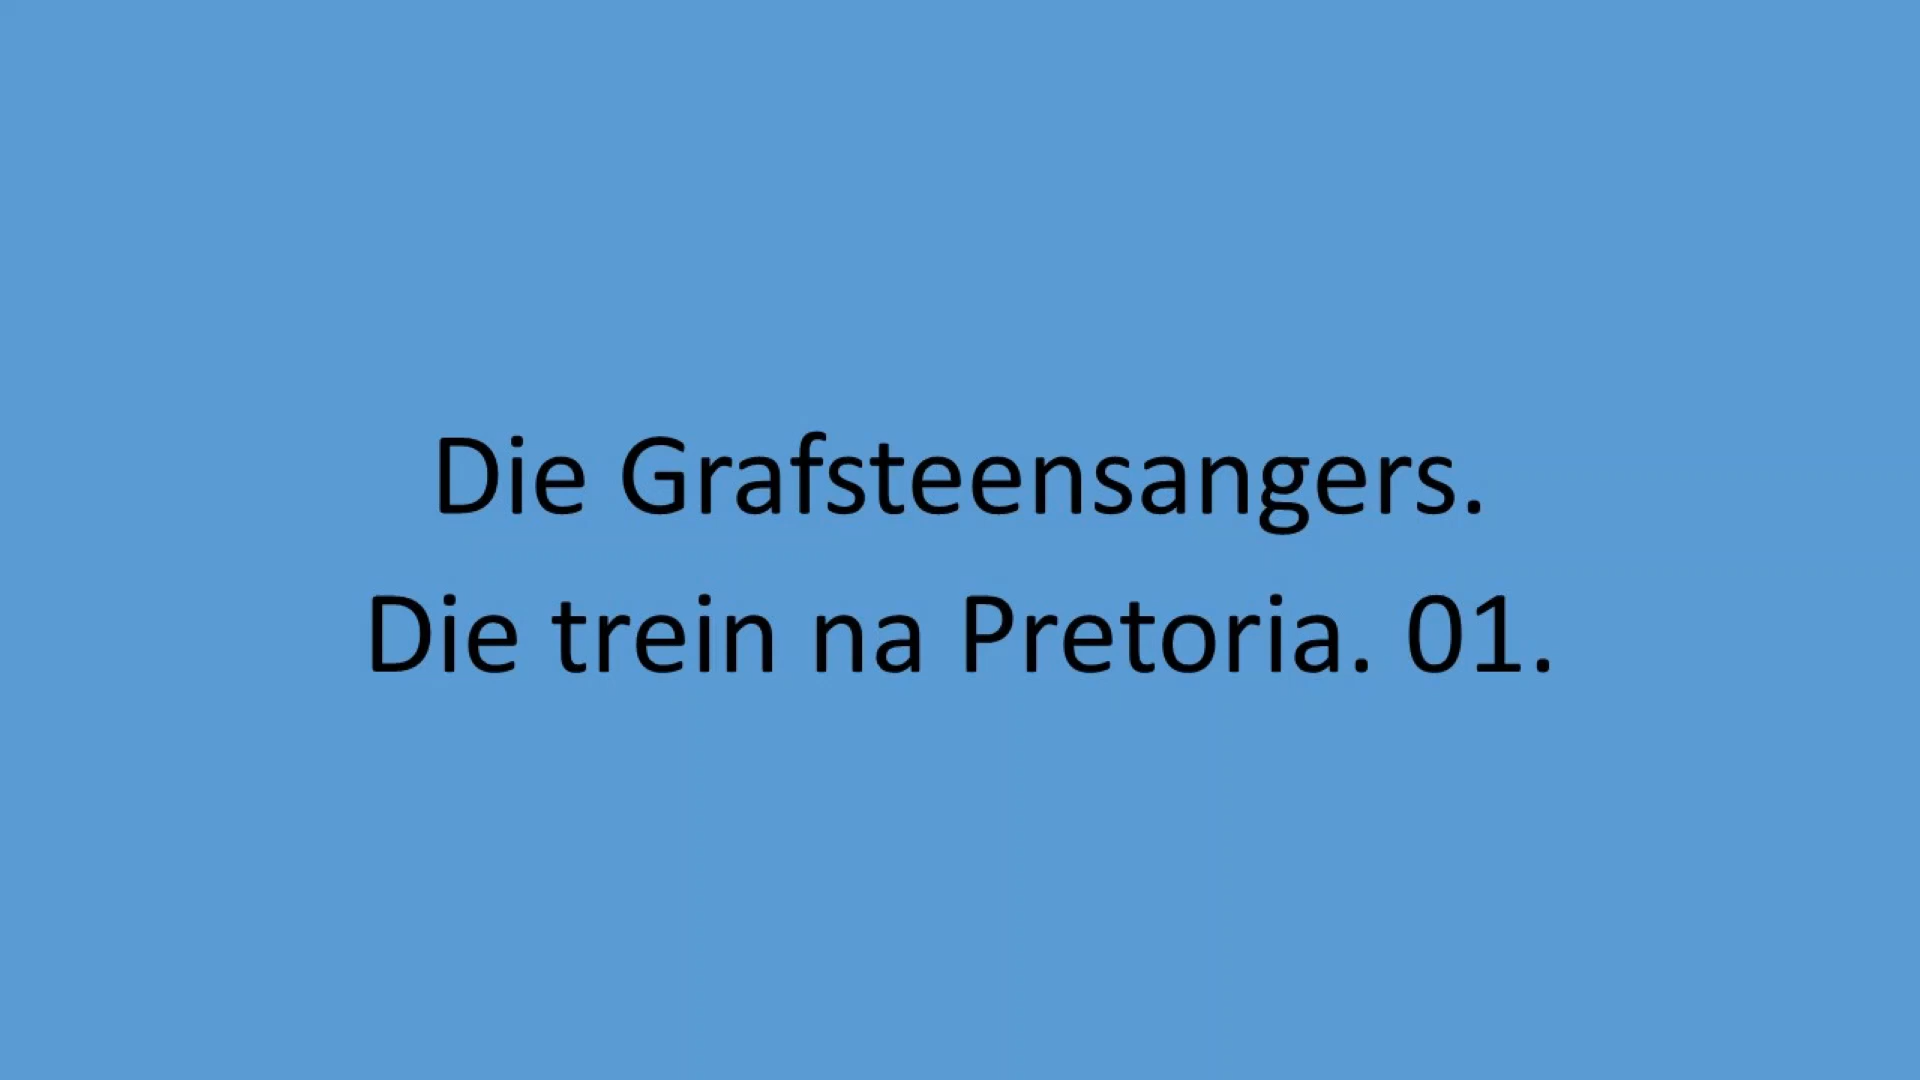 Die Grafsteensangers.
Die trein na Pretoria. 01.